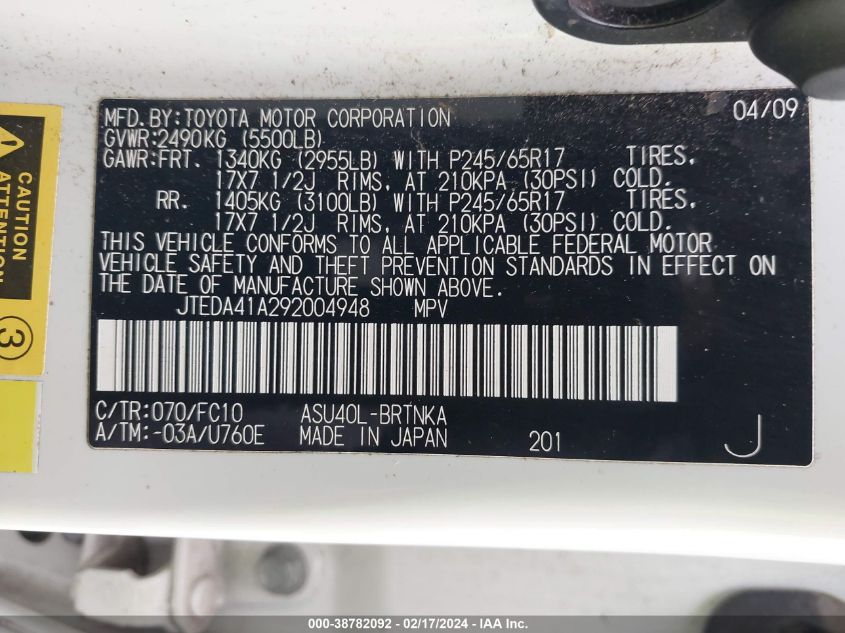 CAUTION
ATTENTION
3
MFD.BY:TOYOTA MOTOR CORPORATION 04/09
GVWR:2490KG (5500LB)
GAWR:FRT. 1340KG (2955LB) WITH P245/65R17 TIRES,
17X7 1/2J RIMS, AT 210KPA (30PSI) COLD.
RR. 1405KG (3100LB) WITH P245/65R17 TIRES,
17X7 1/2J RIMS, AT 210KPA (30PSI) COLD.
THIS VEHICLE CONFORMS TO ALL APPLICABLE FEDERAL MOTOR
VEHICLE SAFETY AND THEFT PREVENTION STANDARDS IN EFFECT ON
THE DATE OF MANUFACTURE SHOWN ABOVE.
JTEDA41A292004948 MPV
C/TR:070/FC10 ASU40L-BRTNKA
A/TM:-03A/U760E MADE IN JAPAN 201 J
000-38782092 - 02/17/2024 - IAA Inc.